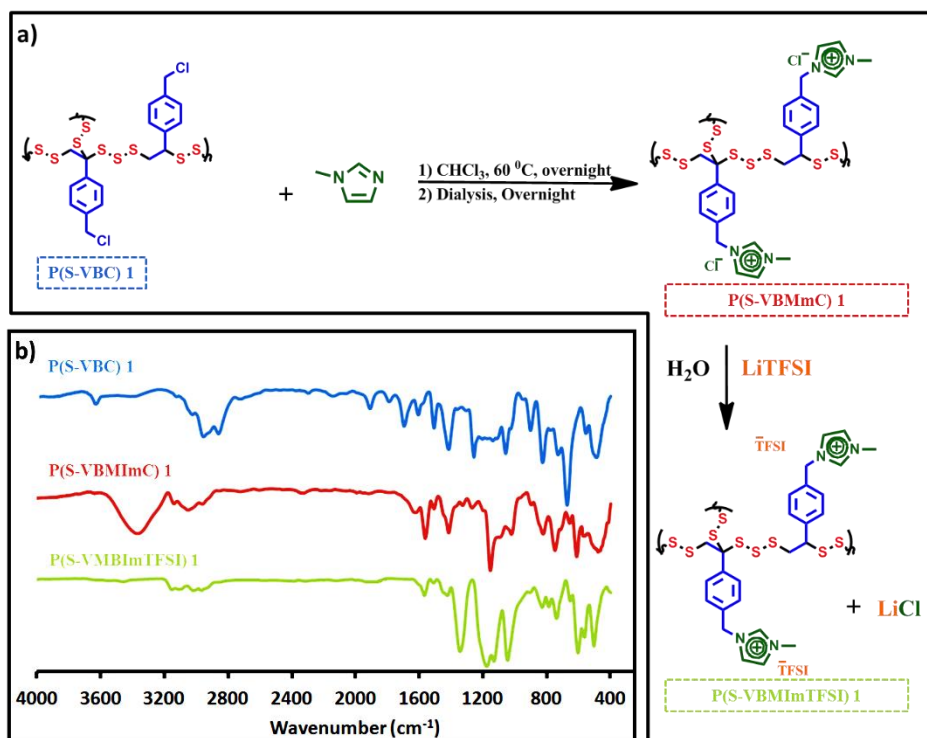 a)
Cl
S S S S S S S S S
Cl
P(S-VBC) 1
+
N N
1) CHCl3, 60 ⁰C, overnight
2) Dialysis, Overnight
Cl⁻
N N
S S S S S S S S S
N N
Cl⁻
P(S-VBMmC) 1
H₂O LiTFSI
b)
P(S-VBC) 1
P(S-VBMImC) 1
P(S-VMBImTFSI) 1
4000 3600 3200 2800 2400 2000 1600 1200 800 400
Wavenumber (cm⁻¹)
T̄FSI
N N
S S S S S S S S S
N N
T̄FSI
+ LiCl
P(S-VBMImTFSI) 1